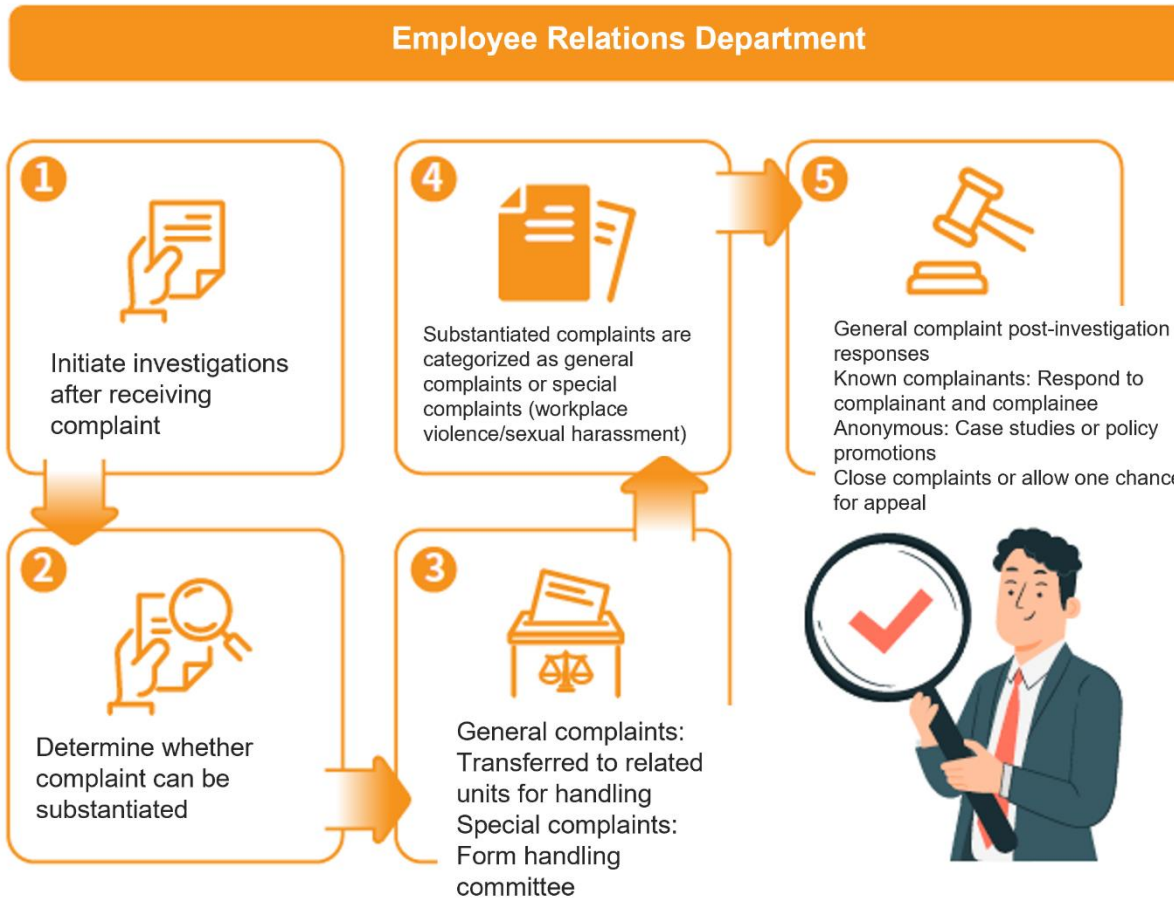 Employee Relations Department
1
Initiate investigations
after receiving
complaint
2
Determine whether
complaint can be
substantiated
3
General complaints:
Transferred to related
units for handling
Special complaints:
Form handling
committee
4
Substantiated complaints are
categorized as general
complaints or special
complaints (workplace
violence/sexual harassment)
5
General complaint post-investigation
responses
Known complainants: Respond to
complainant and complainee
Anonymous: Case studies or policy
promotions
Close complaints or allow one chance
for appeal